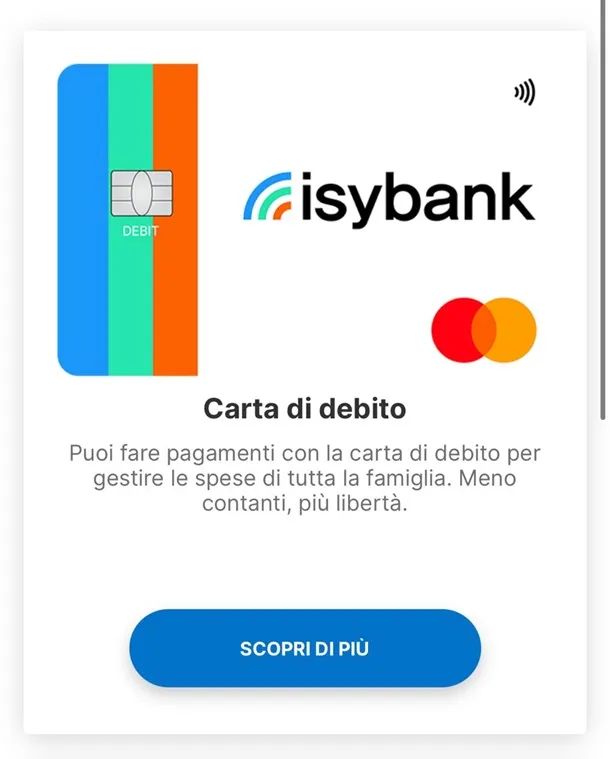 isybank
DEBIT
Carta di debito
Puoi fare pagamenti con la carta di debito per
gestire le spese di tutta la famiglia. Meno
contanti, più libertà.
SCOPRI DI PIÙ